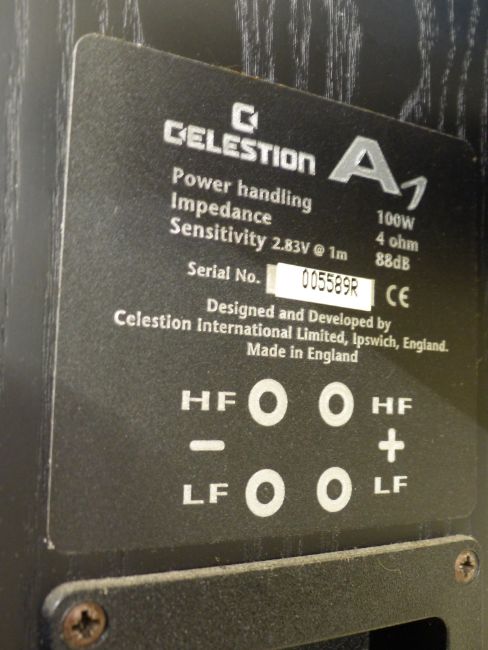 CELESTION A1
Power handling 100W
Impedance 4 ohm
Sensitivity 2.83V @ 1m 88dB
Serial No. 005589R CE
Designed and Developed by
Celestion International Limited, Ipswich, England.
Made in England
HF HF
− +
LF LF